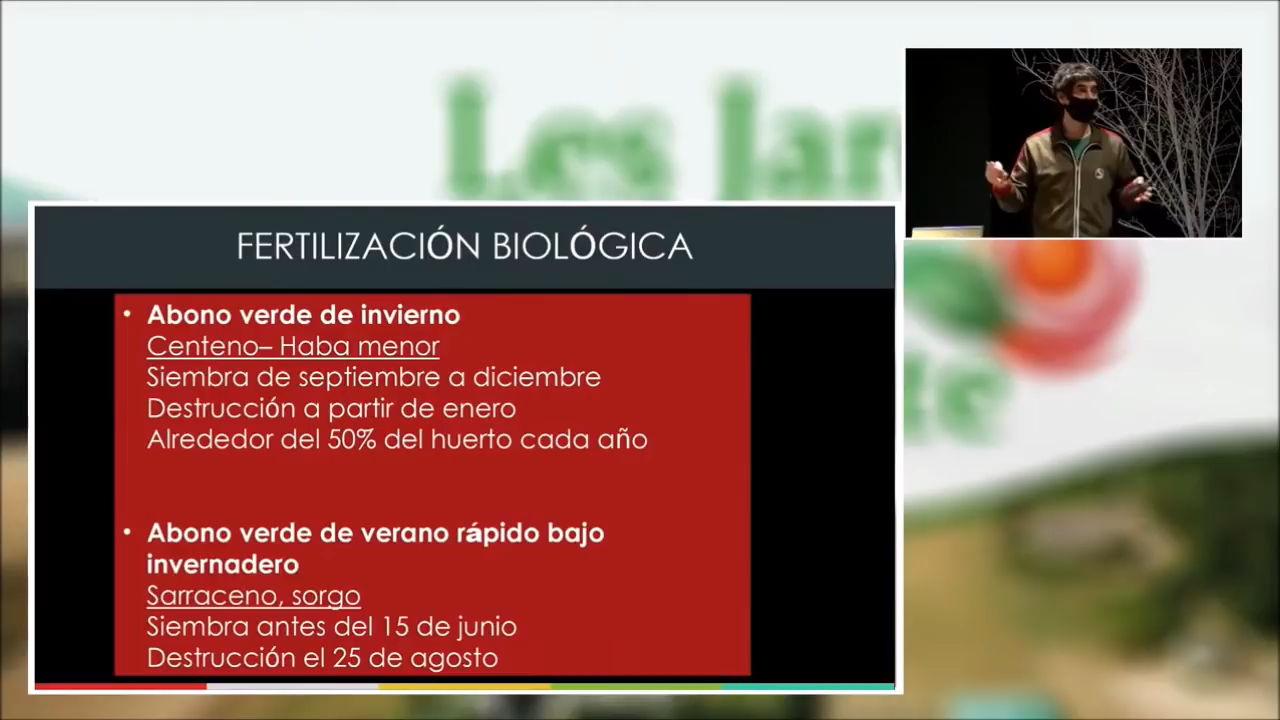 Les Jar
FERTILIZACIÓN BIOLÓGICA
• Abono verde de invierno
Centeno– Haba menor
Siembra de septiembre a diciembre
Destrucción a partir de enero
Alrededor del 50% del huerto cada año
• Abono verde de verano rápido bajo
invernadero
Sarraceno, sorgo
Siembra antes del 15 de junio
Destrucción el 25 de agosto